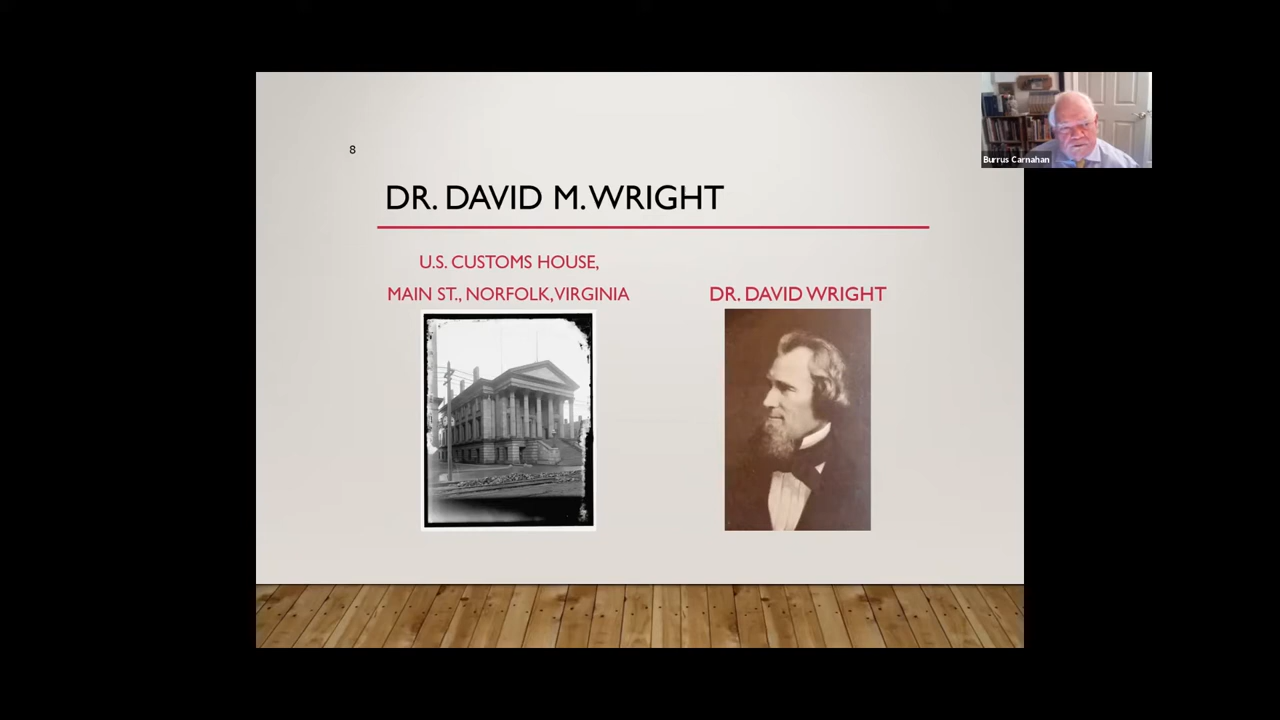 Burrus Carnahan
8
DR. DAVID M. WRIGHT
U.S. CUSTOMS HOUSE,
MAIN ST., NORFOLK, VIRGINIA
DR. DAVID WRIGHT